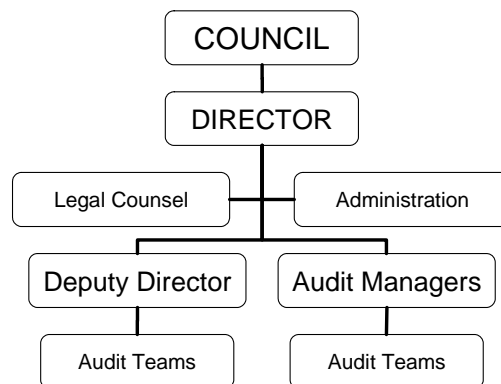 COUNCIL
DIRECTOR
Legal Counsel
Administration
Deputy Director
Audit Managers
Audit Teams
Audit Teams